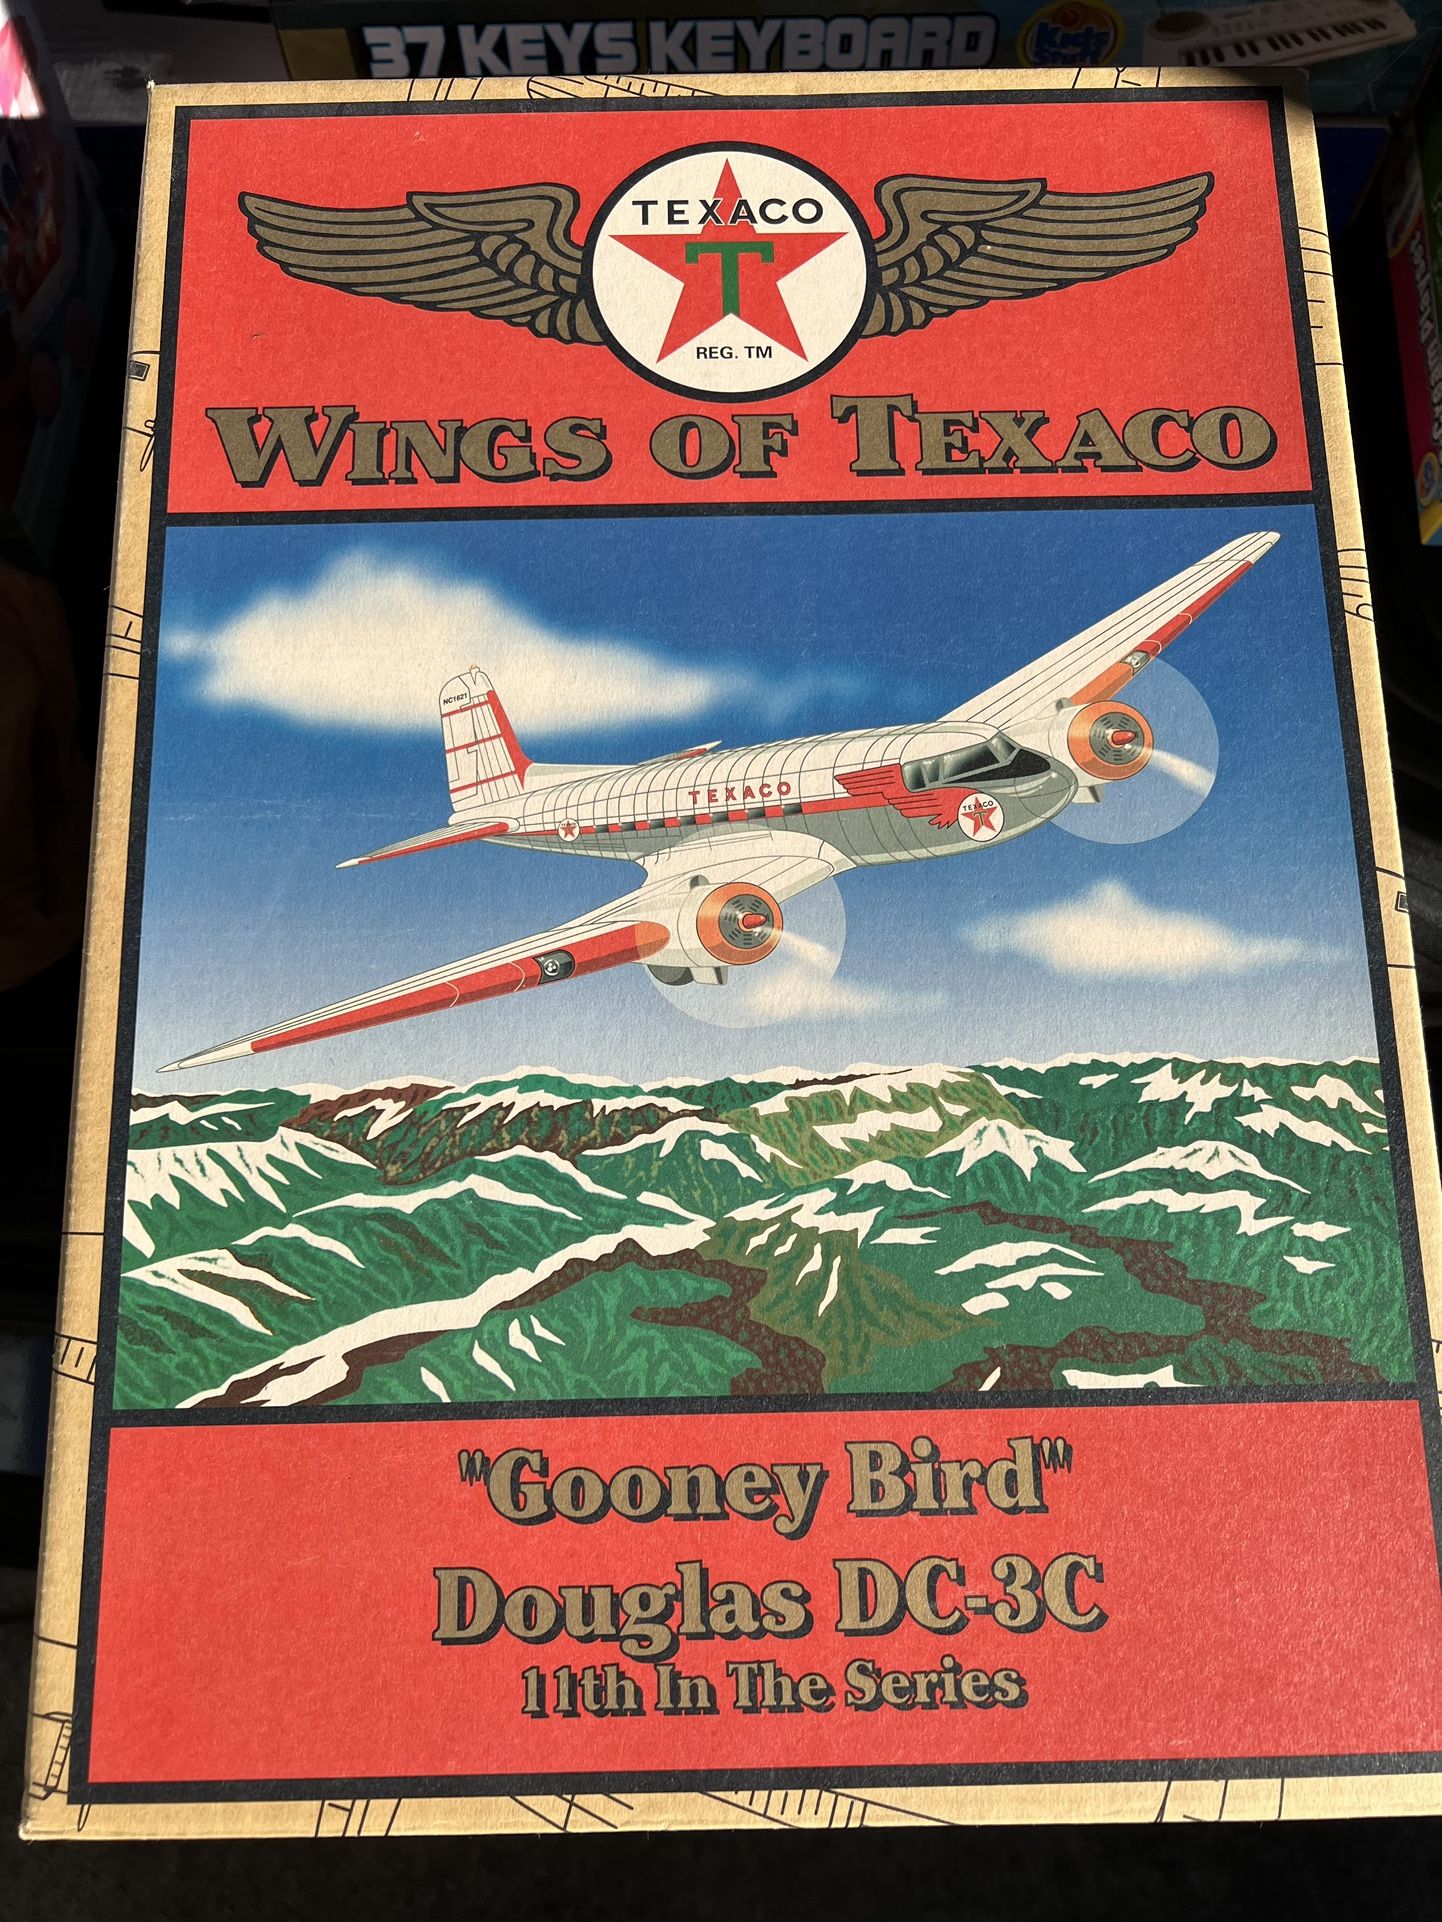 37 KEYS KEYBOARD
Kids
TEXACO
T
REG. TM
WINGS OF TEXACO
NC1621
TEXACO
TEXACO
T
"Gooney Bird"
Douglas DC-3C
11th In The Series